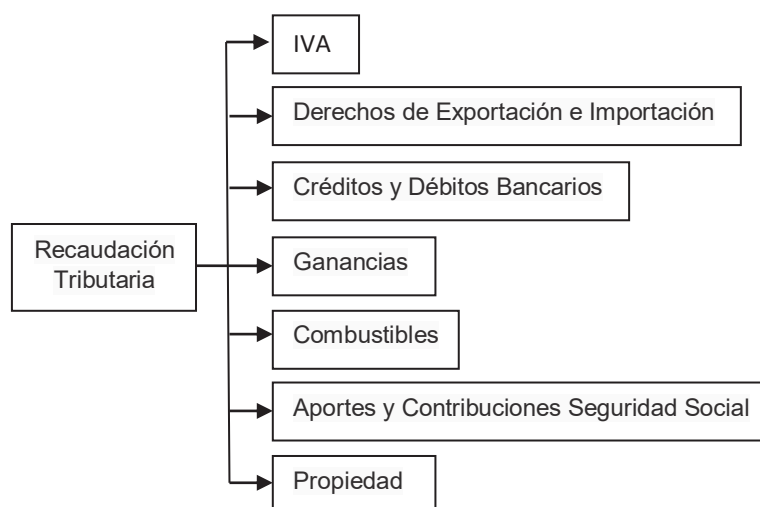 IVA
Derechos de Exportación e Importación
Créditos y Débitos Bancarios
Recaudación
Tributaria
Ganancias
Combustibles
Aportes y Contribuciones Seguridad Social
Propiedad